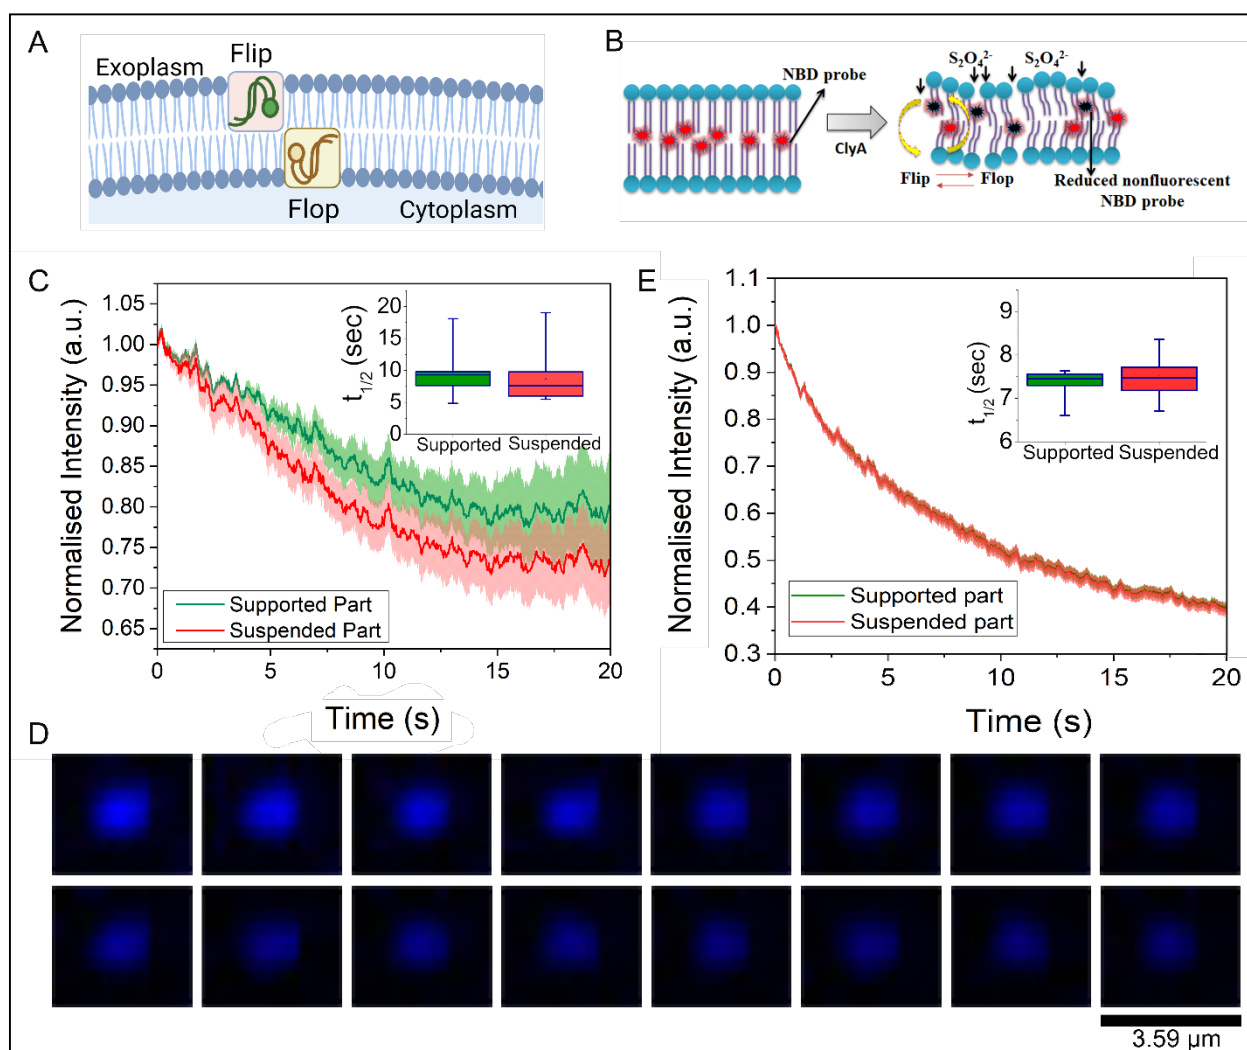 A
Flip
Exoplasm
Flop
Cytoplasm
B
S₂O₄²⁻ S₂O₄²⁻
NBD probe
ClyA
Flip Flop
Reduced nonfluorescent
NBD probe
C
Normalised Intensity (a.u.)
1.05
1.00
0.95
0.90
0.85
0.80
0.75
0.70
0.65
0 5 10 15 20
Time (s)
t1/2 (sec)
20
15
10
5
0
Supported Suspended
Supported Part
Suspended Part
E
Normalised Intensity (a.u.)
1.1
1.0
0.9
0.8
0.7
0.6
0.5
0.4
0.3
0 5 10 15 20
Time (s)
t1/2 (sec)
9
8
7
6
Supported Suspended
Supported part
Suspended part
D
3.59 µm